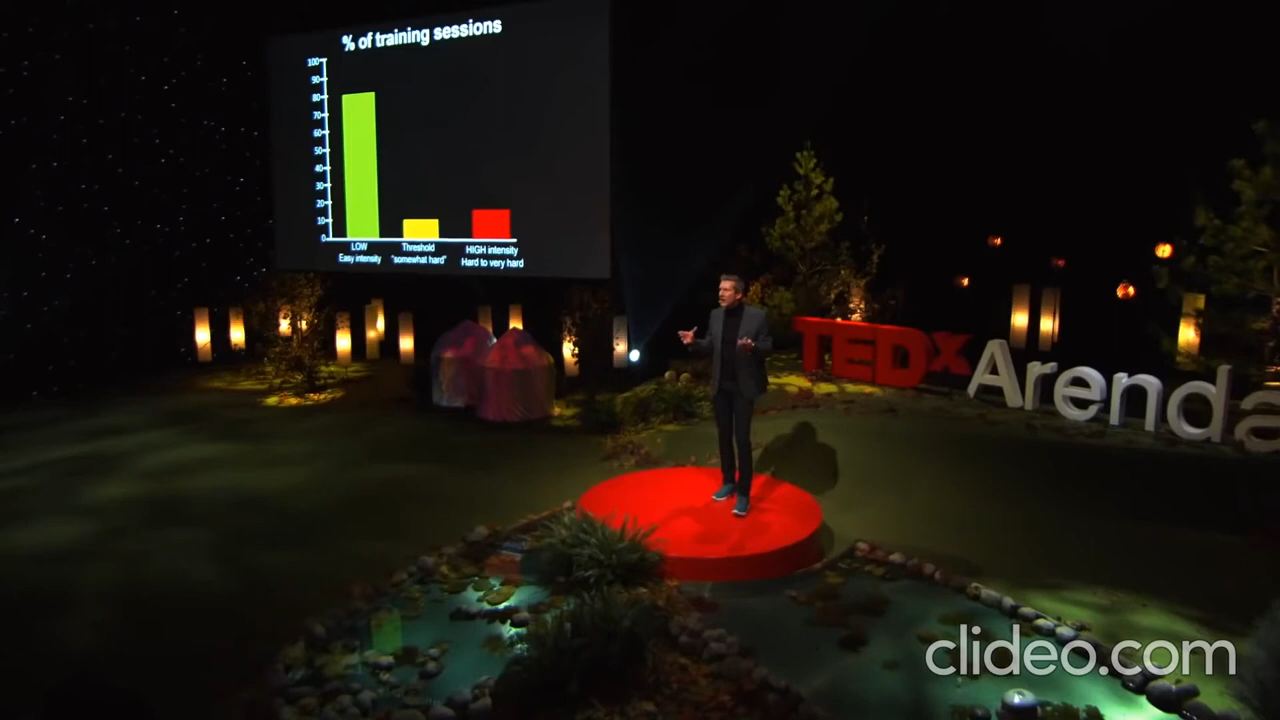 % of training sessions
100
90
80
70
60
50
40
30
20
10
0
LOW
Easy intensity
Threshold
"somewhat hard"
HIGH intensity
Hard to very hard
TEDx
Arenda
clideo.com